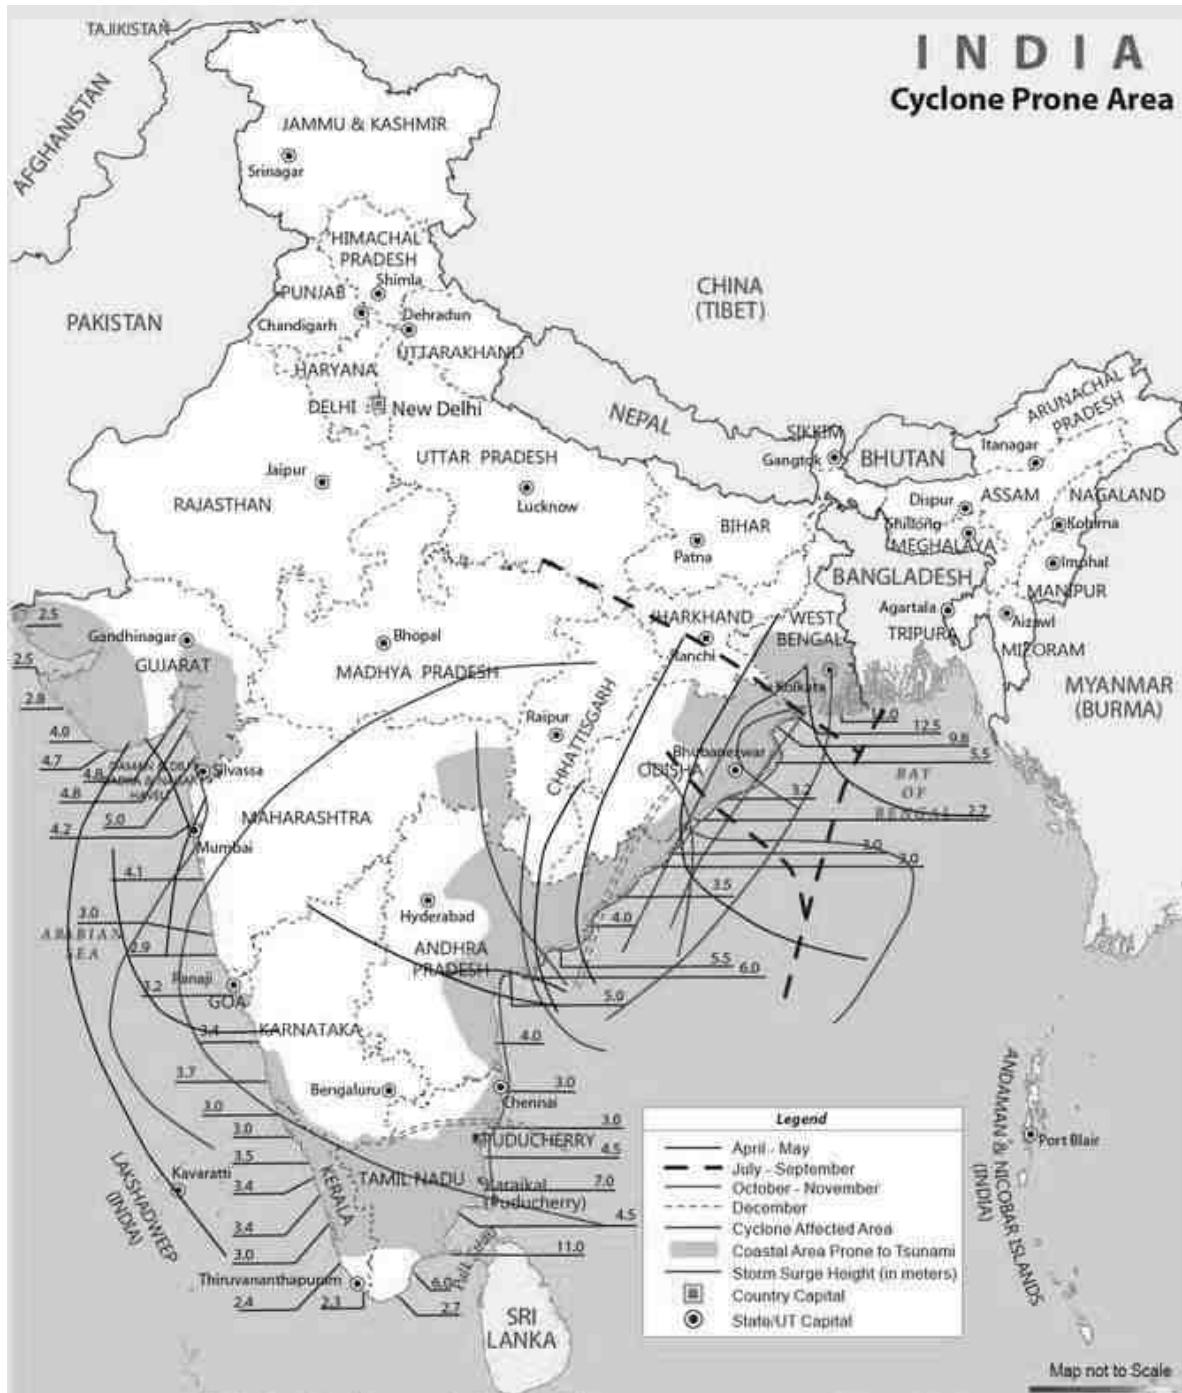 INDIA
Cyclone Prone Area
TAJIKISTAN
AFGHANISTAN
JAMMU & KASHMIR
Srinagar
HIMACHAL
PRADESH
Shimla
PUNJAB
Chandigarh
Dehradun
UTTARAKHAND
HARYANA
DELHI
New Delhi
PAKISTAN
CHINA
(TIBET)
NEPAL
SIKKIM
Gangtok
BHUTAN
ARUNACHAL
PRADESH
Itanagar
UTTAR PRADESH
Jaipur
Lucknow
RAJASTHAN
BIHAR
Patna
Dispur
ASSAM
NAGALAND
Shillong
Kohima
MEGHALAYA
Imphal
MANIPUR
BANGLADESH
Agartala
TRIPURA
Aizawl
MIZORAM
MYANMAR
(BURMA)
JHARKHAND
Ranchi
WEST
BENGAL
Kolkata
Gandhinagar
GUJARAT
Bhopal
MADHYA PRADESH
Raipur
CHHATTISGARH
Bhubaneswar
ODISHA
BAY
OF
BENGAL
2.5
2.5
2.8
4.0
4.7
4.8
4.8
5.0
4.2
Silvassa
MAHARASHTRA
Mumbai
4.1
3.0
ARABIAN
SEA
2.9
3.2
Panaji
GOA
Hyderabad
ANDHRA
PRADESH
12.5
9.8
5.5
3.2
2.7
3.0
3.0
3.5
4.0
5.5
6.0
5.0
4.0
3.4
KARNATAKA
3.7
Bengaluru
Chennai
3.0
3.0
3.0
3.5
3.4
3.4
3.0
2.4
2.3
Kavaratti
LAKSHADWEEP
(INDIA)
KERALA
TAMIL NADU
PUDUCHERRY
3.0
4.5
Karaikal
(Puducherry)
7.0
4.5
11.0
Palk Strait
6.0
2.7
Thiruvananthapuram
SRI
LANKA
Port Blair
ANDAMAN & NICOBAR ISLANDS
(INDIA)
Legend
April - May
July - September
October - November
December
Cyclone Affected Area
Coastal Area Prone to Tsunami
Storm Surge Height (in meters)
Country Capital
State/UT Capital
Map not to Scale